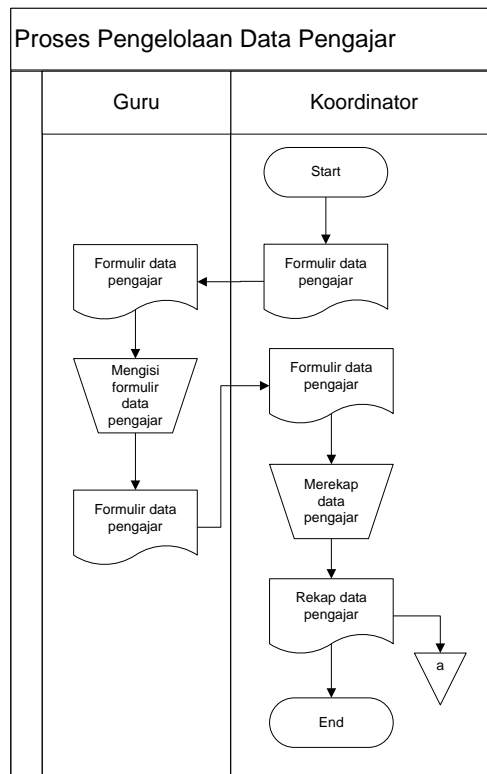 Proses Pengelolaan Data Pengajar
Guru
Koordinator
Start
Formulir data
pengajar
Formulir data
pengajar
Mengisi
formulir
data
pengajar
Formulir data
pengajar
Formulir data
pengajar
Merekap
data
pengajar
Rekap data
pengajar
a
End